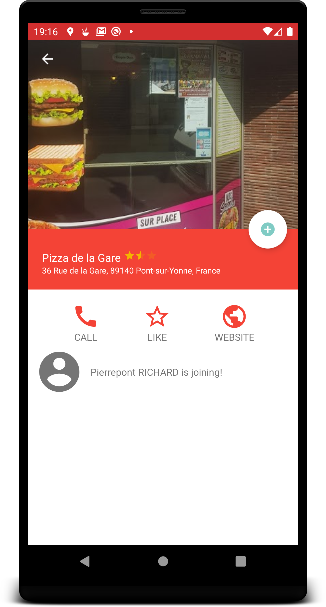 19:16
SUR PLACE
Pizza de la Gare
36 Rue de la Gare, 89140 Pont-sur-Yonne, France
CALL LIKE WEBSITE
Pierrepont RICHARD is joining!